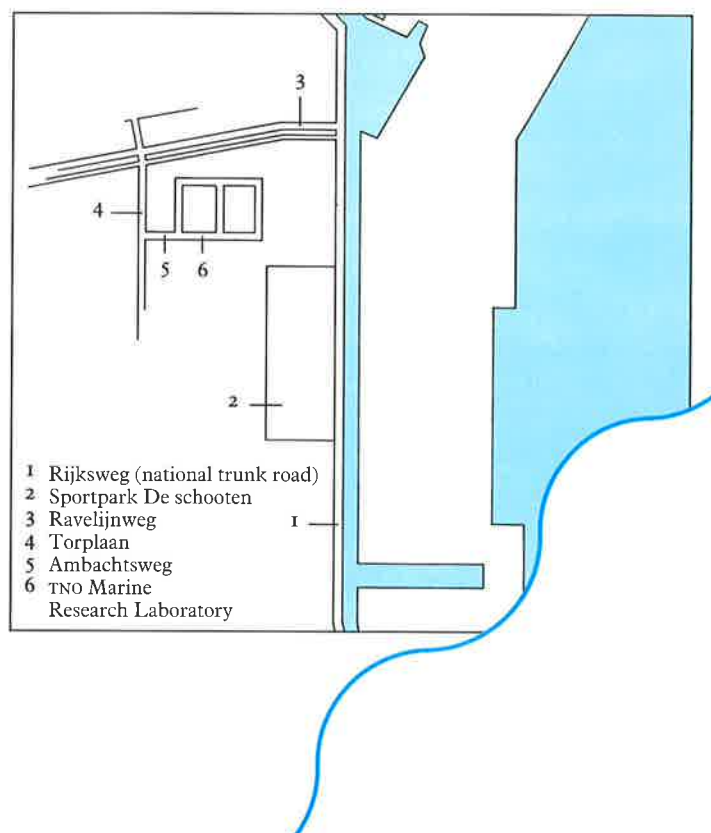 3
4
5
6
2
1
1 Rijksweg (national trunk road)
2 Sportpark De schooten
3 Ravelijnweg
4 Torplaan
5 Ambachtsweg
6 TNO Marine
Research Laboratory